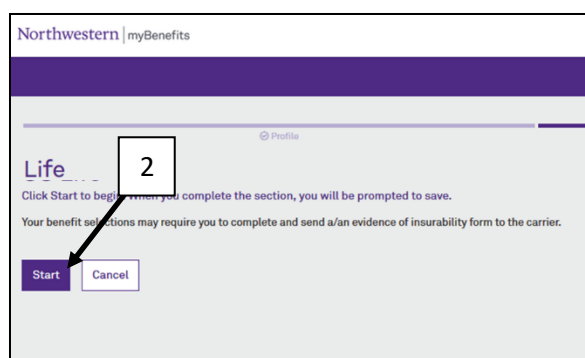 Northwestern | myBenefits
Profile
Life
2
Click Start to begin When you complete the section, you will be prompted to save.
Your benefit selections may require you to complete and send a/an evidence of insurability form to the carrier.
Start
Cancel